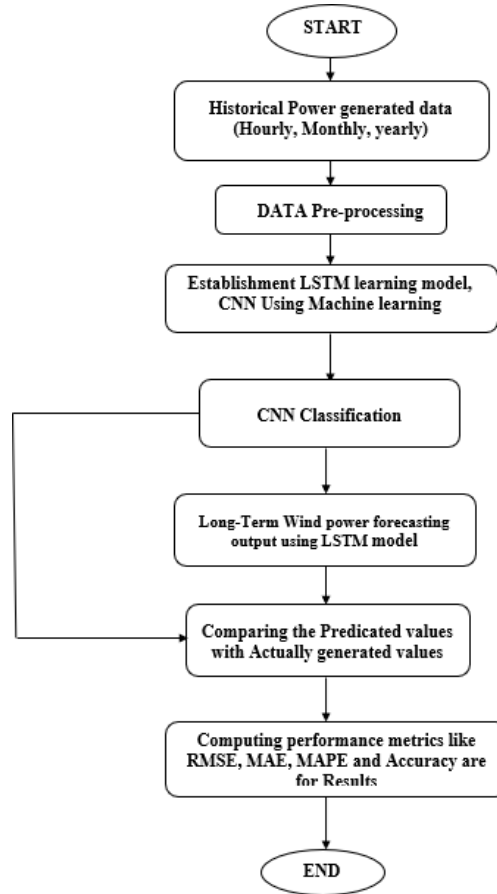 START
Historical Power generated data
(Hourly, Monthly, yearly)
DATA Pre-processing
Establishment LSTM learning model,
CNN Using Machine learning
CNN Classification
Long-Term Wind power forecasting
output using LSTM model
Comparing the Predicated values
with Actually generated values
Computing performance metrics like
RMSE, MAE, MAPE and Accuracy are
for Results
END